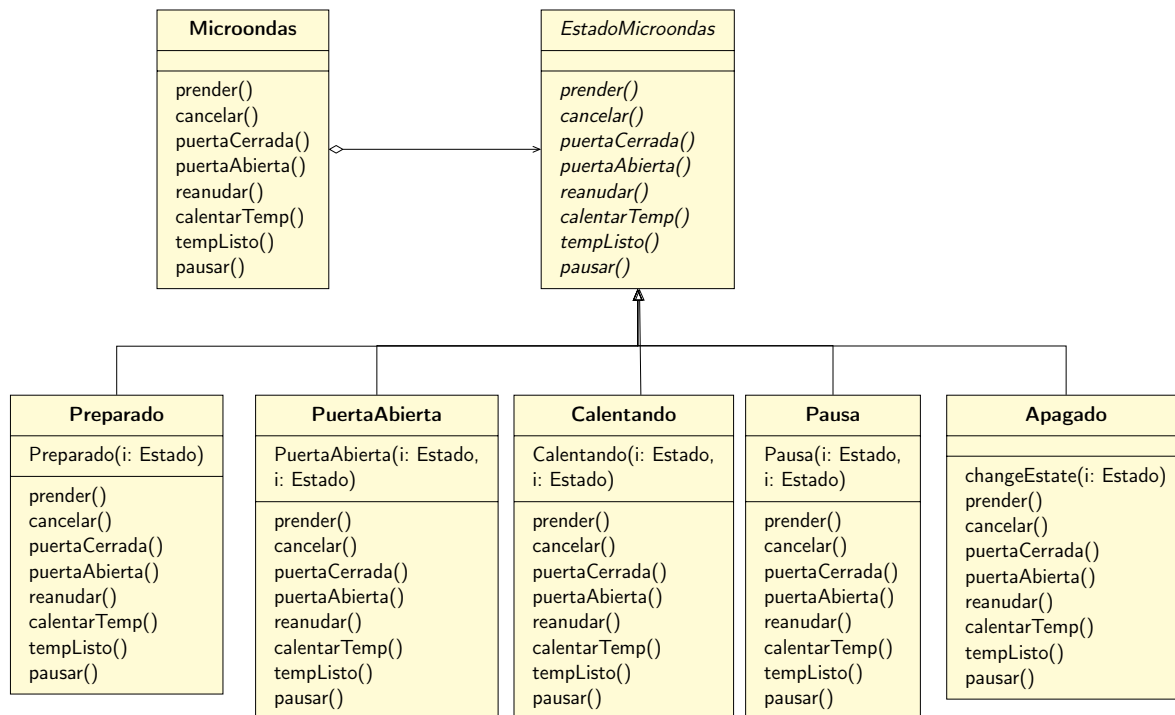 Microondas
prender()
cancelar()
puertaCerrada()
puertaAbierta()
reanudar()
calentarTemp()
tempListo()
pausar()
EstadoMicroondas
prender()
cancelar()
puertaCerrada()
puertaAbierta()
reanudar()
calentarTemp()
tempListo()
pausar()
Preparado
Preparado(i: Estado)
prender()
cancelar()
puertaCerrada()
puertaAbierta()
reanudar()
calentarTemp()
tempListo()
pausar()
PuertaAbierta
PuertaAbierta(i: Estado,
i: Estado)
prender()
cancelar()
puertaCerrada()
puertaAbierta()
reanudar()
calentarTemp()
tempListo()
pausar()
Calentando
Calentando(i: Estado,
i: Estado)
prender()
cancelar()
puertaCerrada()
puertaAbierta()
reanudar()
calentarTemp()
tempListo()
pausar()
Pausa
Pausa(i: Estado,
i: Estado)
prender()
cancelar()
puertaCerrada()
puertaAbierta()
reanudar()
calentarTemp()
tempListo()
pausar()
Apagado
changeEstate(i: Estado)
prender()
cancelar()
puertaCerrada()
puertaAbierta()
reanudar()
calentarTemp()
tempListo()
pausar()